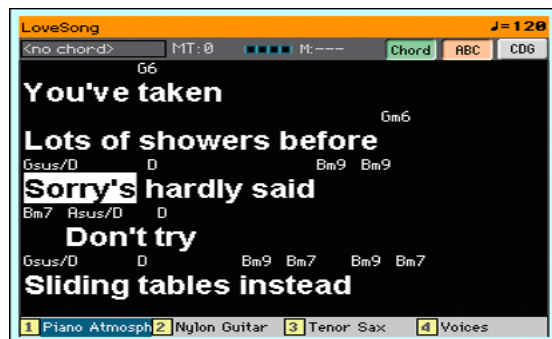 LoveSong ♩=120
<no chord> MT:0 M:--- Chord ABC CDG
G6
You've taken
Gm6
Lots of showers before
Gsus/D D Bm9 Bm9
Sorry's hardly said
Bm7 Asus/D D
Don't try
Gsus/D D Bm9 Bm7 Bm9 Bm7
Sliding tables instead
1 Piano Atmosph 2 Nylon Guitar 3 Tenor Sax 4 Voices